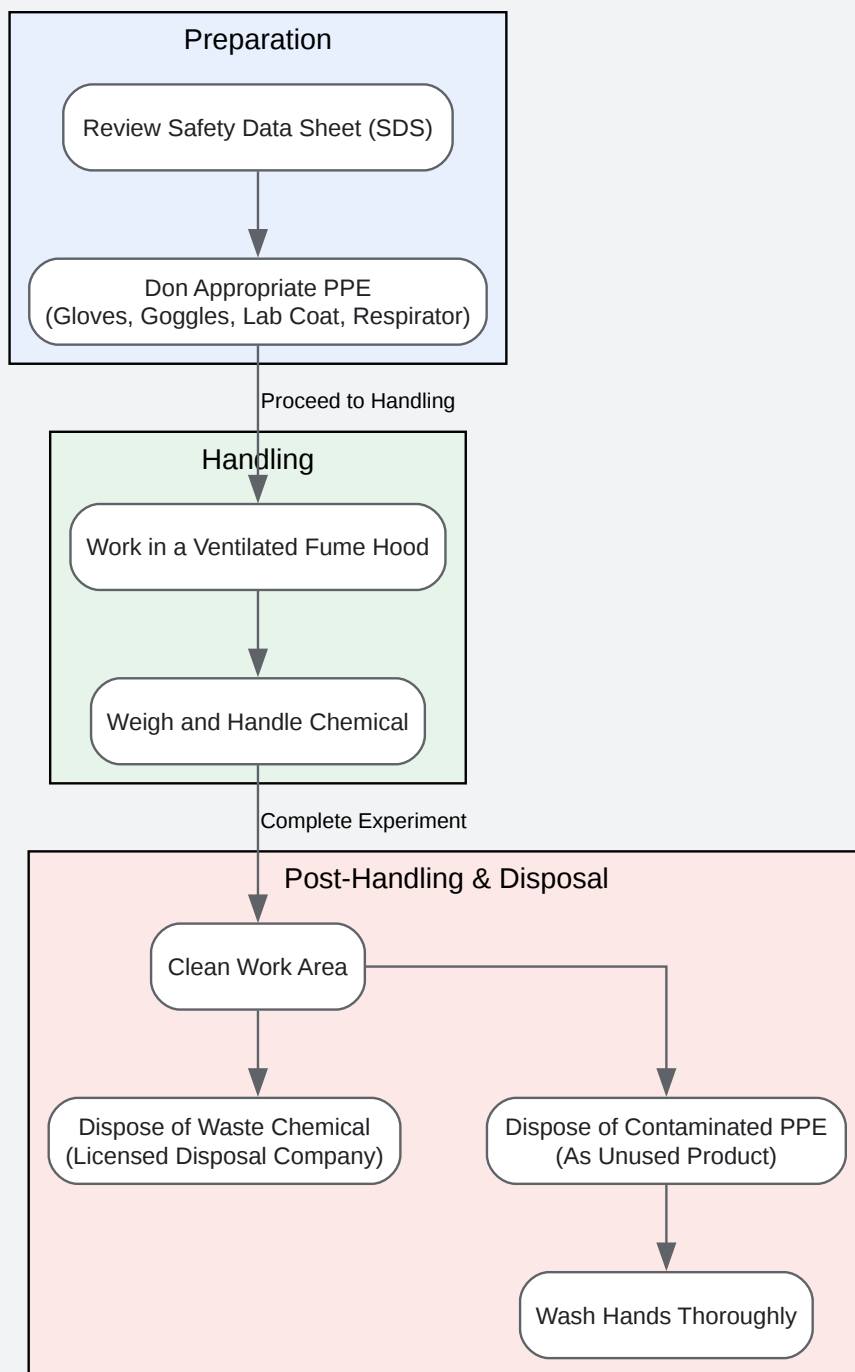 Preparation
Review Safety Data Sheet (SDS)
Don Appropriate PPE
(Gloves, Goggles, Lab Coat, Respirator)
Proceed to Handling
Handling
Work in a Ventilated Fume Hood
Weigh and Handle Chemical
Complete Experiment
Post-Handling & Disposal
Clean Work Area
Dispose of Waste Chemical
(Licensed Disposal Company)
Dispose of Contaminated PPE
(As Unused Product)
Wash Hands Thoroughly